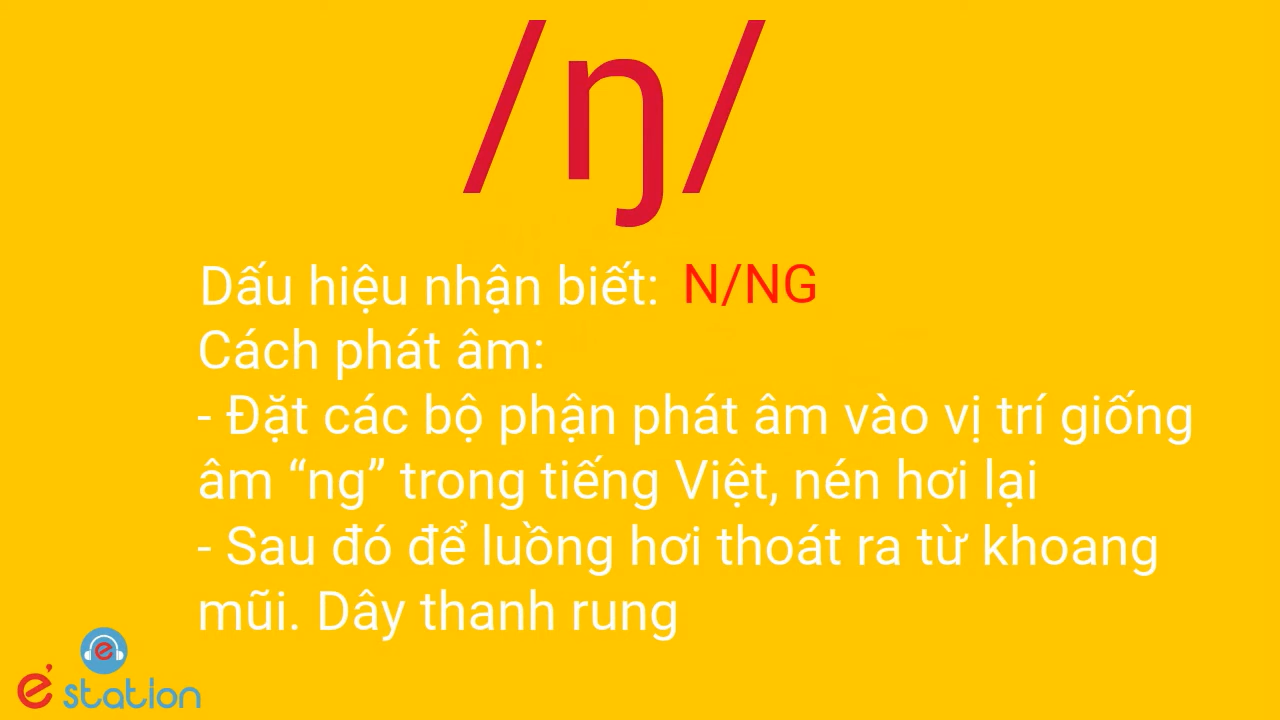 /ŋ/
Dấu hiệu nhận biết: N/NG
Cách phát âm:
- Đặt các bộ phận phát âm vào vị trí giống
âm “ng” trong tiếng Việt, nén hơi lại
- Sau đó để luồng hơi thoát ra từ khoang
mũi. Dây thanh rung
e
e' station